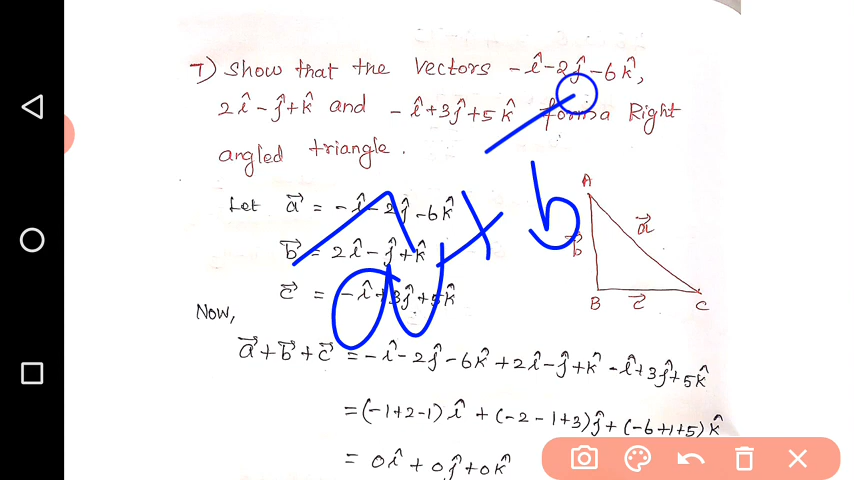 7) Show that the vectors -î-2ĵ-6k̂,
2î-ĵ+k̂ and -î+3ĵ+5k̂ forms a Right
angled triangle.
Let a⃗ = -î-2ĵ-6k̂
b⃗ = 2î-ĵ+k̂
c⃗ = -î+3ĵ+5k̂
a⃗ + b
A
a⃗
b⃗
B c⃗ C
Now,
a⃗+b⃗+c⃗ = -î-2ĵ-6k̂+2î-ĵ+k̂-î+3ĵ+5k̂
=(-1+2-1)î+(-2-1+3)ĵ+(-6+1+5)k̂
= 0î+0ĵ+0k̂